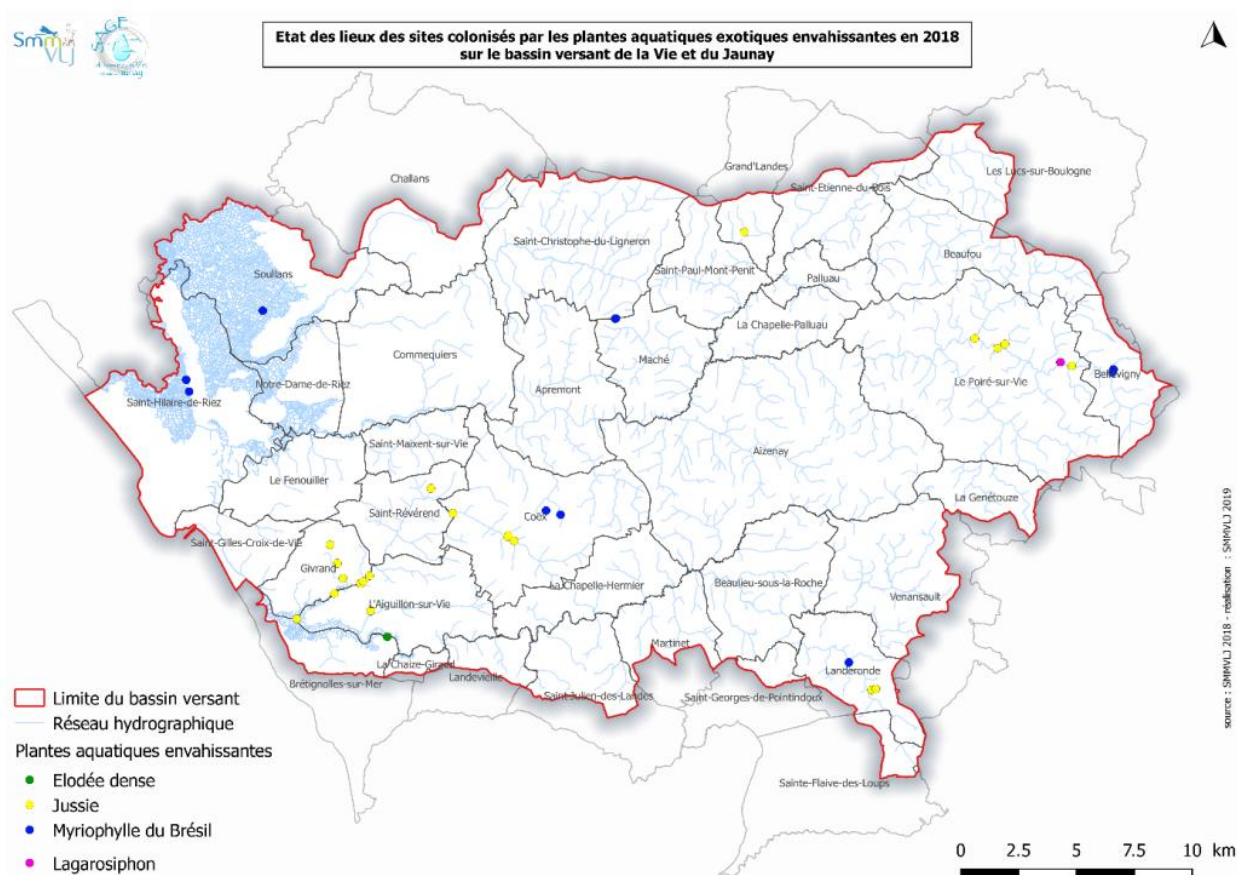 Smm
VLJ
SAGE
Etat des lieux des sites colonisés par les plantes aquatiques exotiques envahissantes en 2018
sur le bassin versant de la Vie et du Jaunay
Challans
Grand'Landes
Les Lucs-sur-Boulogne
Saint-Etienne-du-Bois
Saint-Christophe-du-Ligneron
Beaufou
Soullans
Saint-Paul-Mont-Penit
Palluau
La Chapelle-Palluau
Commequiers
Maché
Notre-Dame-de-Riez
Apremont
Le Poiré-sur-Vie
Bellevigny
Saint-Hilaire-de-Riez
Saint-Maixent-sur-Vie
Aizenay
Le Fenouiller
La Genétouze
Saint-Révérend
Coëx
Saint-Gilles-Croix-de-Vie
Givrand
La Chapelle-Hermier
Beaulieu-sous-la-Roche
Venansault
L'Aiguillon-sur-Vie
Martinet
La Chaize-Giraud
Landevieille
Landeronde
Brétignolles-sur-Mer
Saint-Julien-des-Landes
Saint-Georges-de-Pointindoux
Sainte-Flaive-des-Loups
source : SMMVLJ 2018 - réalisation : SMMVLJ 2019
Limite du bassin versant
Réseau hydrographique
Plantes aquatiques envahissantes
Elodée dense
Jussie
Myriophylle du Brésil
Lagarosiphon
0 2.5 5 7.5 10 km